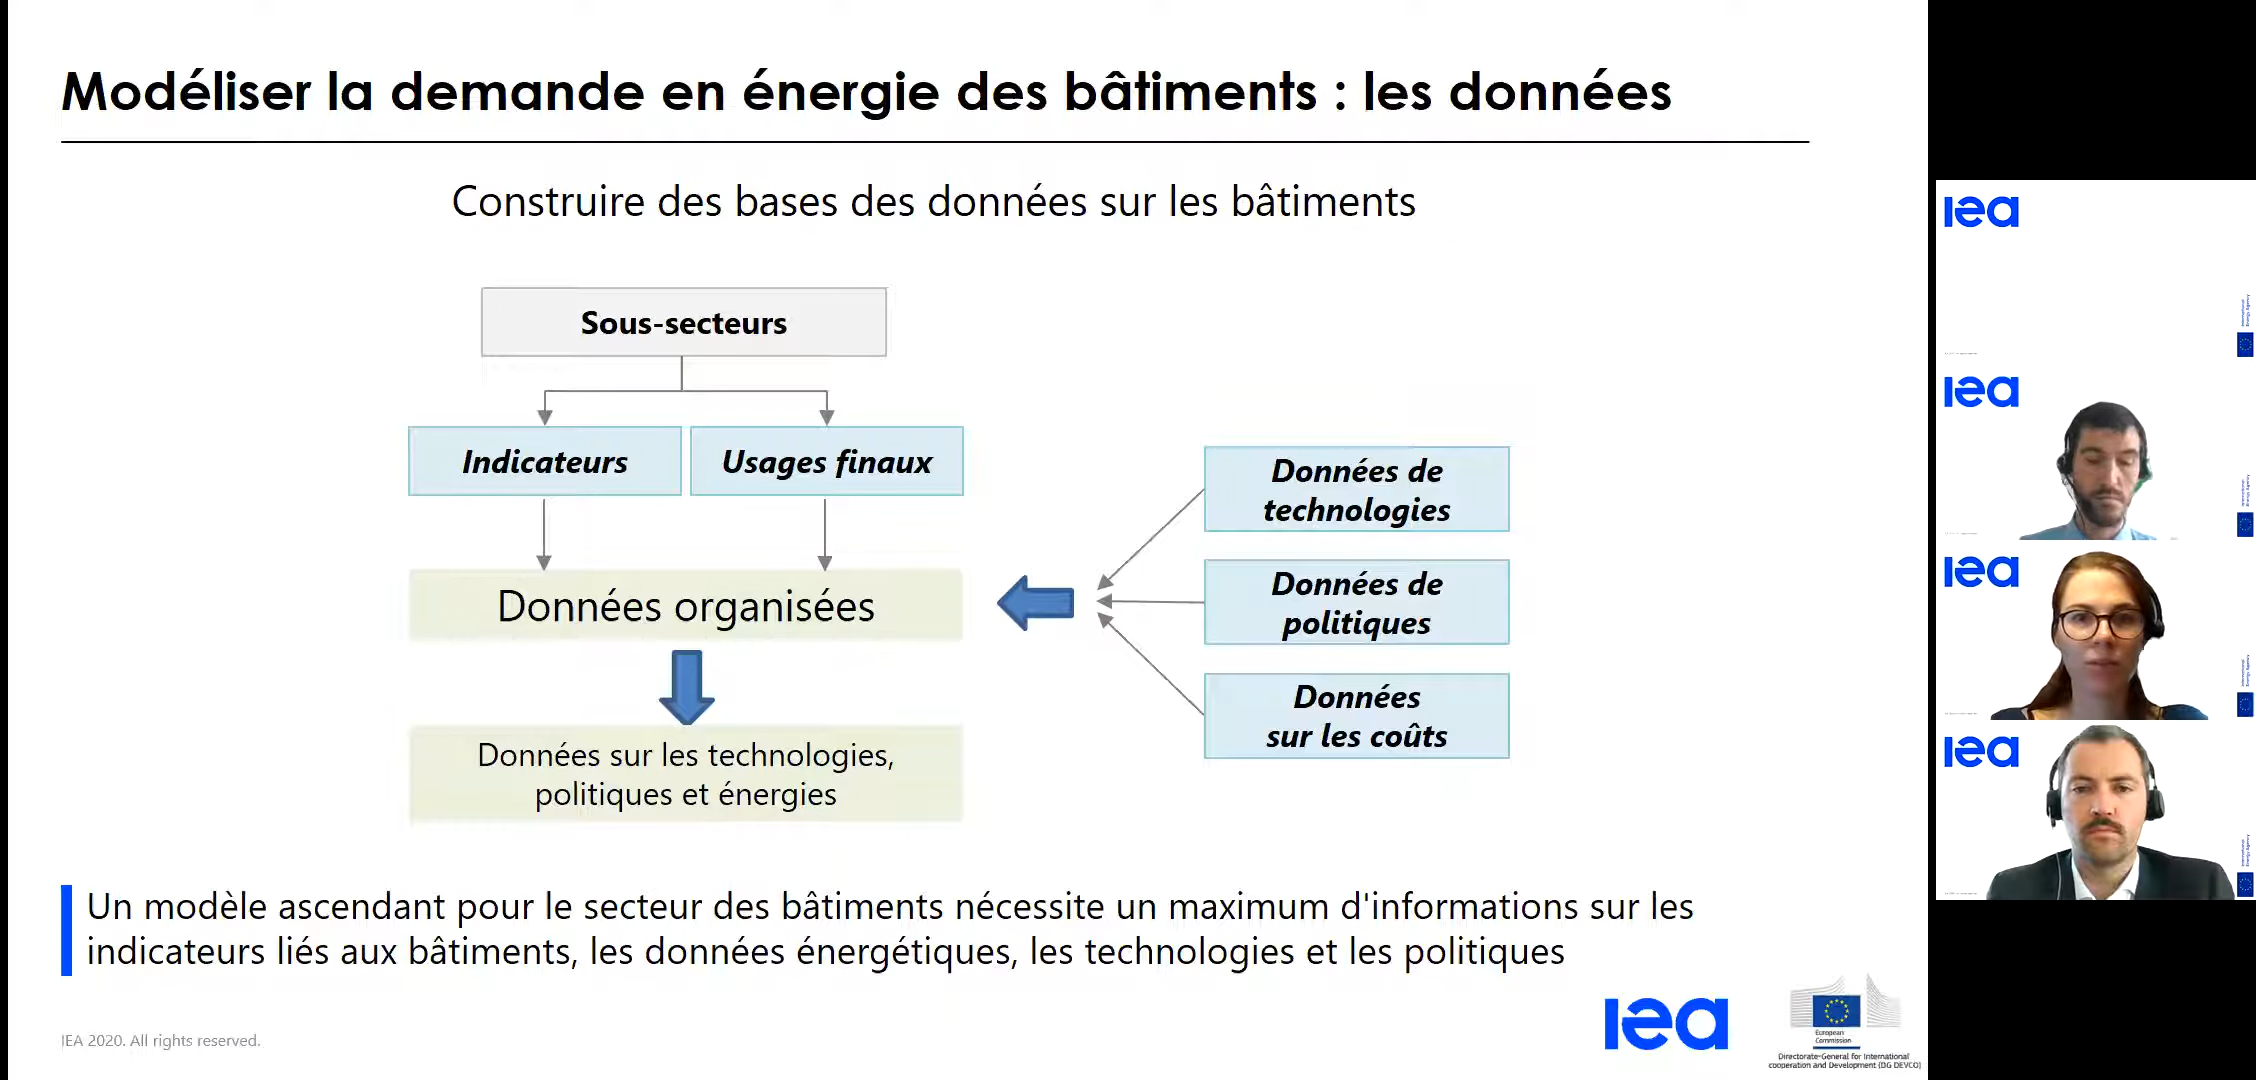 Modéliser la demande en énergie des bâtiments : les données
Construire des bases des données sur les bâtiments
Sous-secteurs
Indicateurs
Usages finaux
Données de
technologies
Données de
politiques
Données
sur les coûts
Données organisées
Données sur les technologies,
politiques et énergies
Un modèle ascendant pour le secteur des bâtiments nécessite un maximum d'informations sur les
indicateurs liés aux bâtiments, les données énergétiques, les technologies et les politiques
IEA 2020. All rights reserved.
iea
European
Commission
Directorate-General for International
cooperation and Development (DG DEVCO)
iea
iea
iea
iea